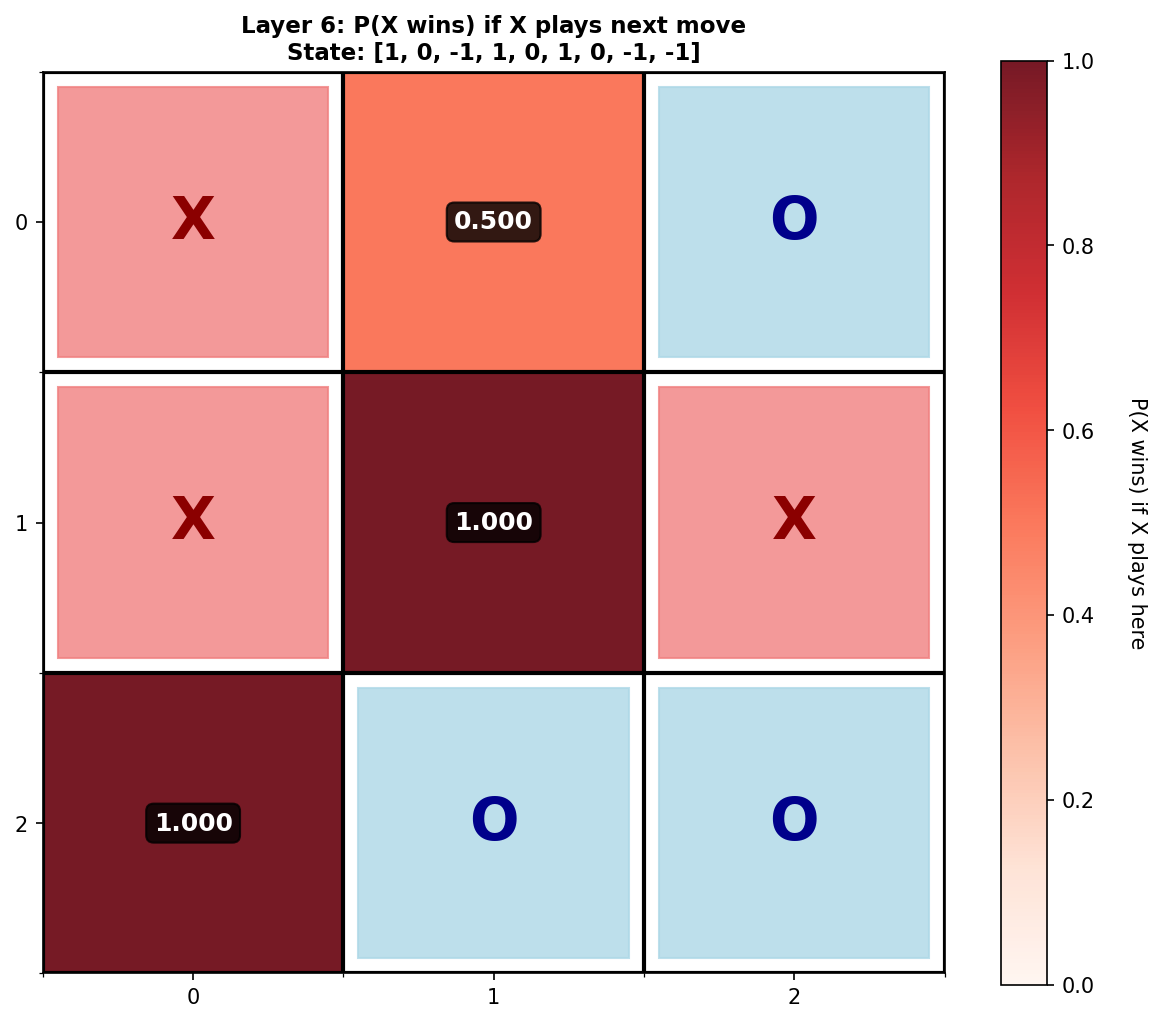 Layer 6: P(X wins) if X plays next move
State: [1, 0, -1, 1, 0, 1, 0, -1, -1]
0
X
0.500
O
1
X
1.000
X
2
1.000
O
O
0
1
2
1.0
0.8
0.6
0.4
0.2
0.0
P(X wins) if X plays here